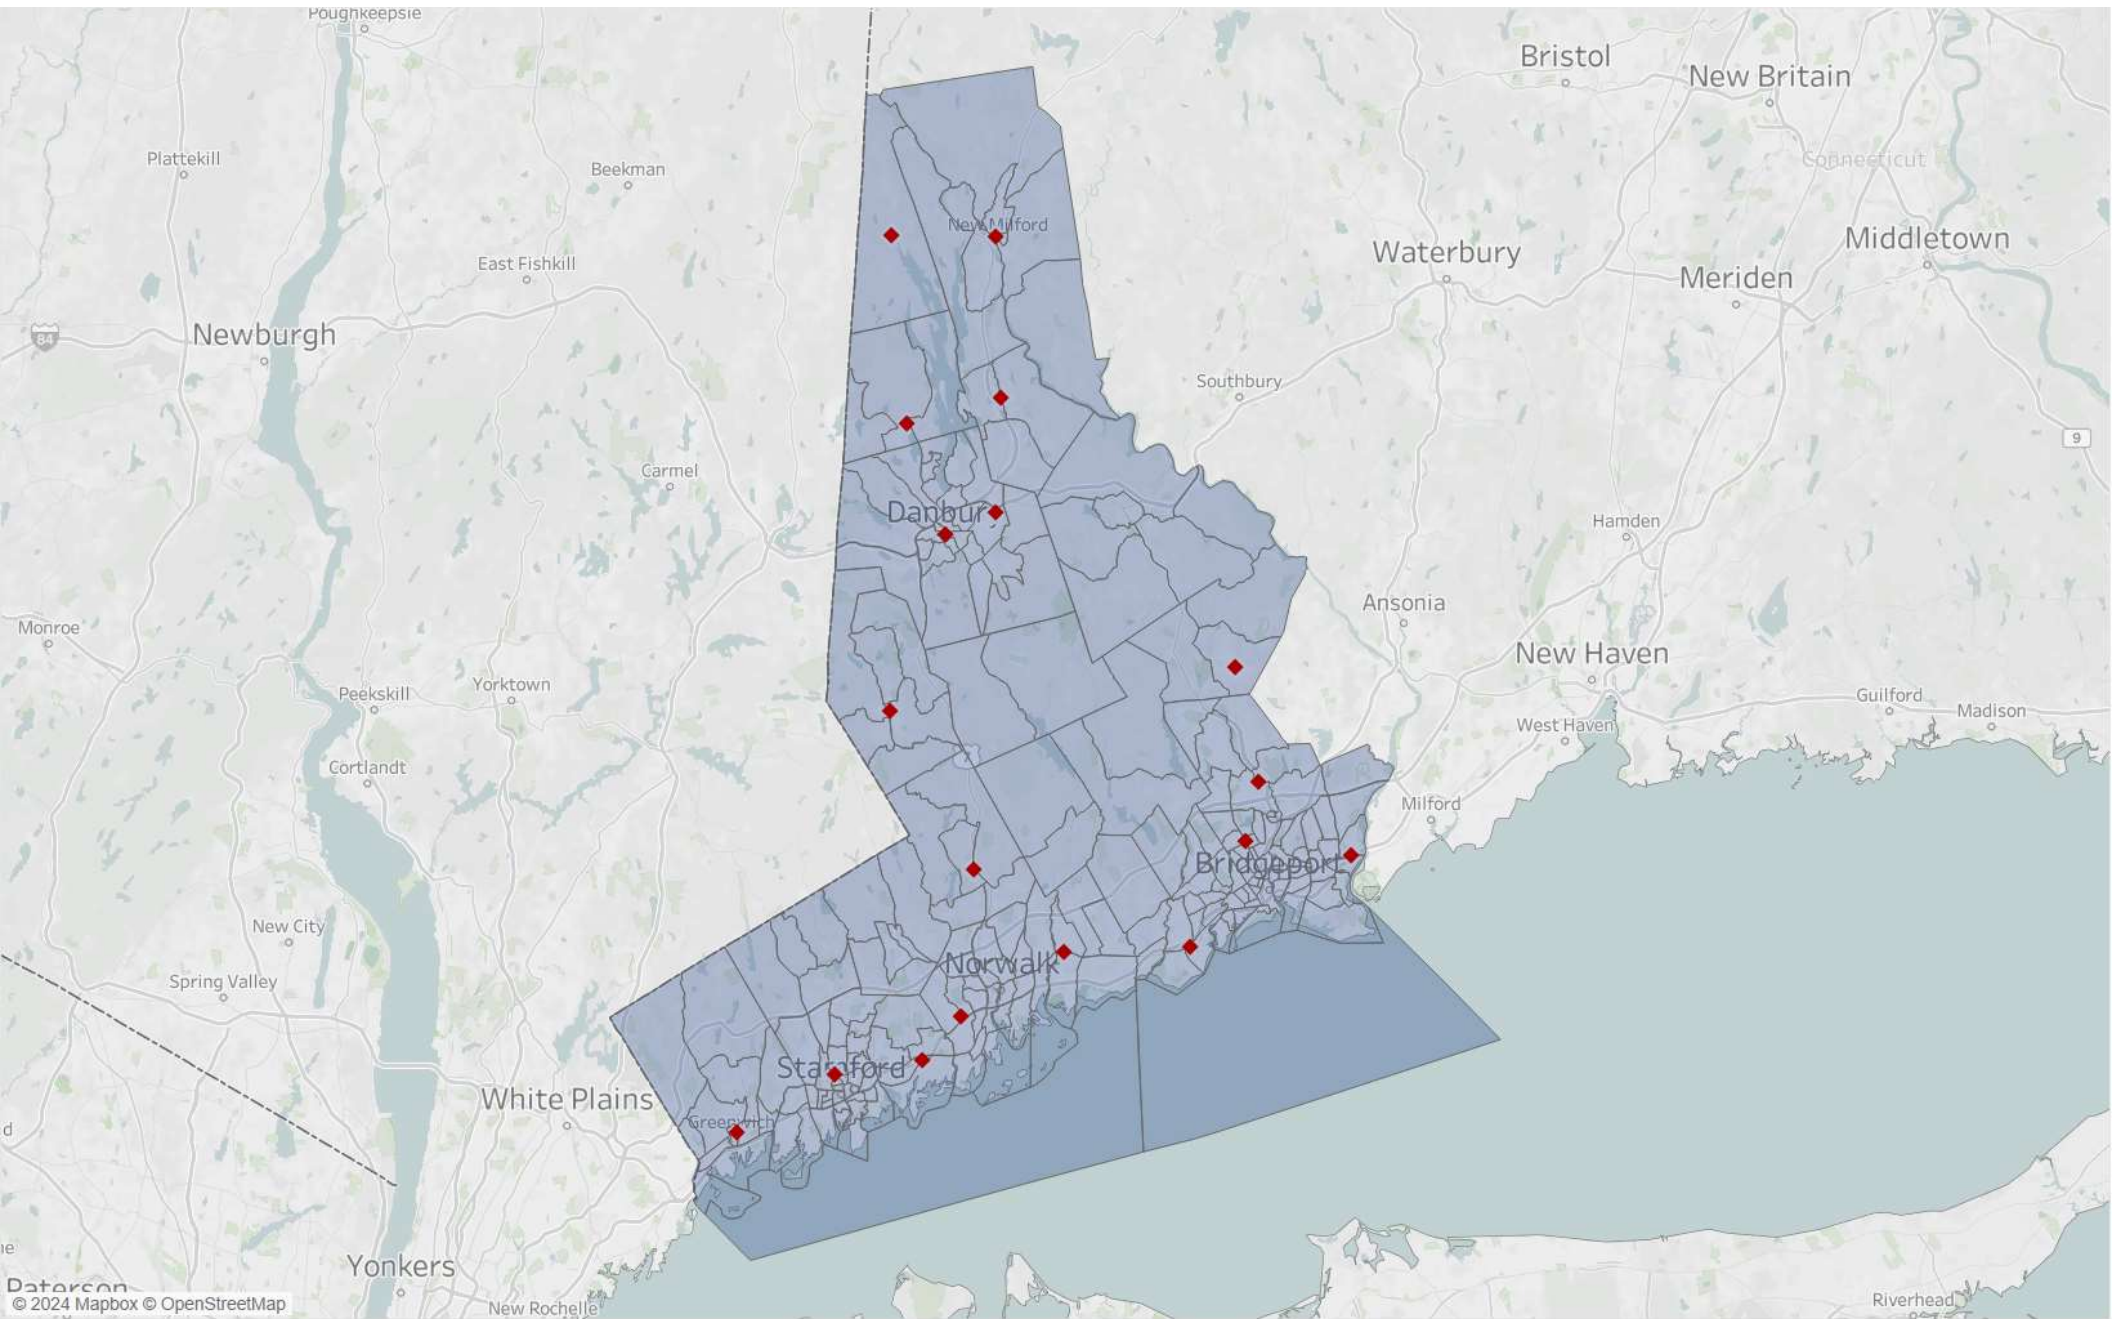 Poughkeepsie
Bristol
New Britain
Plattekill
Beekman
Connecticut
New Milford
East Fishkill
Waterbury
Middletown
Meriden
84
Newburgh
Southbury
9
Carmel
Danbury
Hamden
Ansonia
Monroe
New Haven
Peekskill
Yorktown
Guilford
Madison
West Haven
7
Cortlandt
Milford
Bridgeport
New City
Norwalk
Spring Valley
Stamford
White Plains
Greenwich
d
Yonkers
Paterson
© 2024 Mapbox © OpenStreetMap
New Rochelle
Riverhead